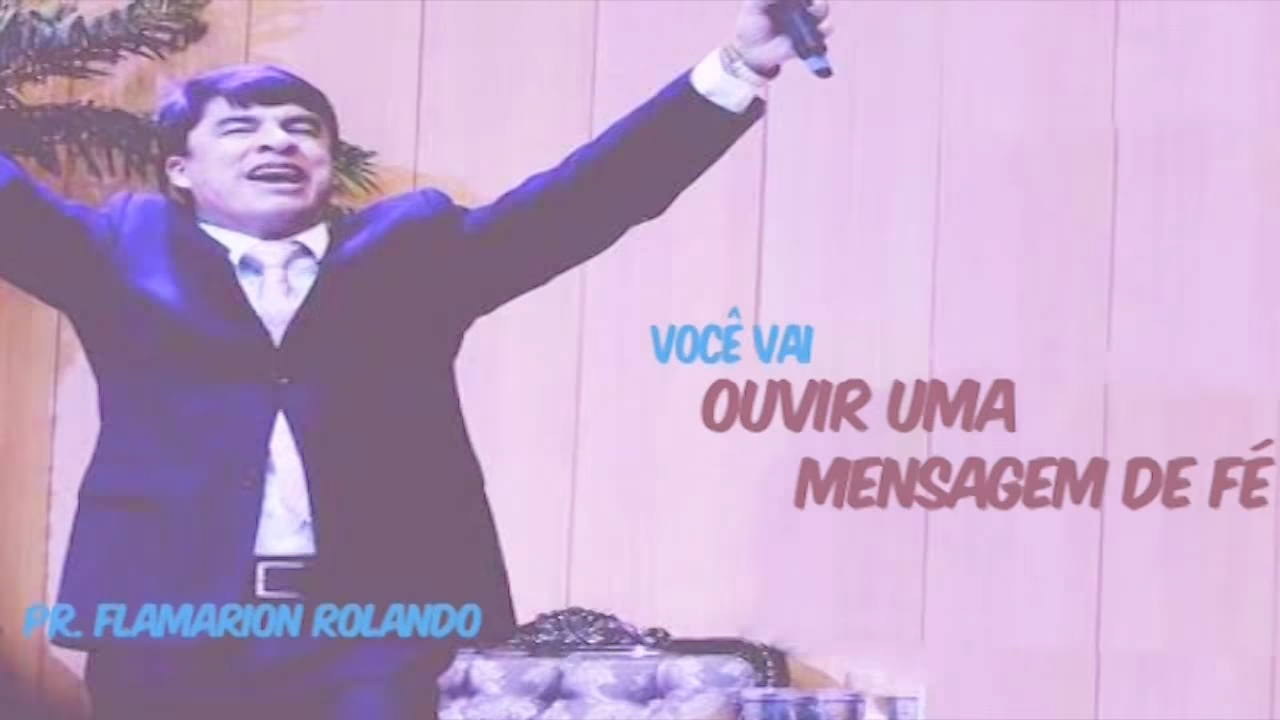 VOCÊ VAI
OUVIR UMA
MENSAGEM DE FÉ
PR. FLAMARION ROLANDO